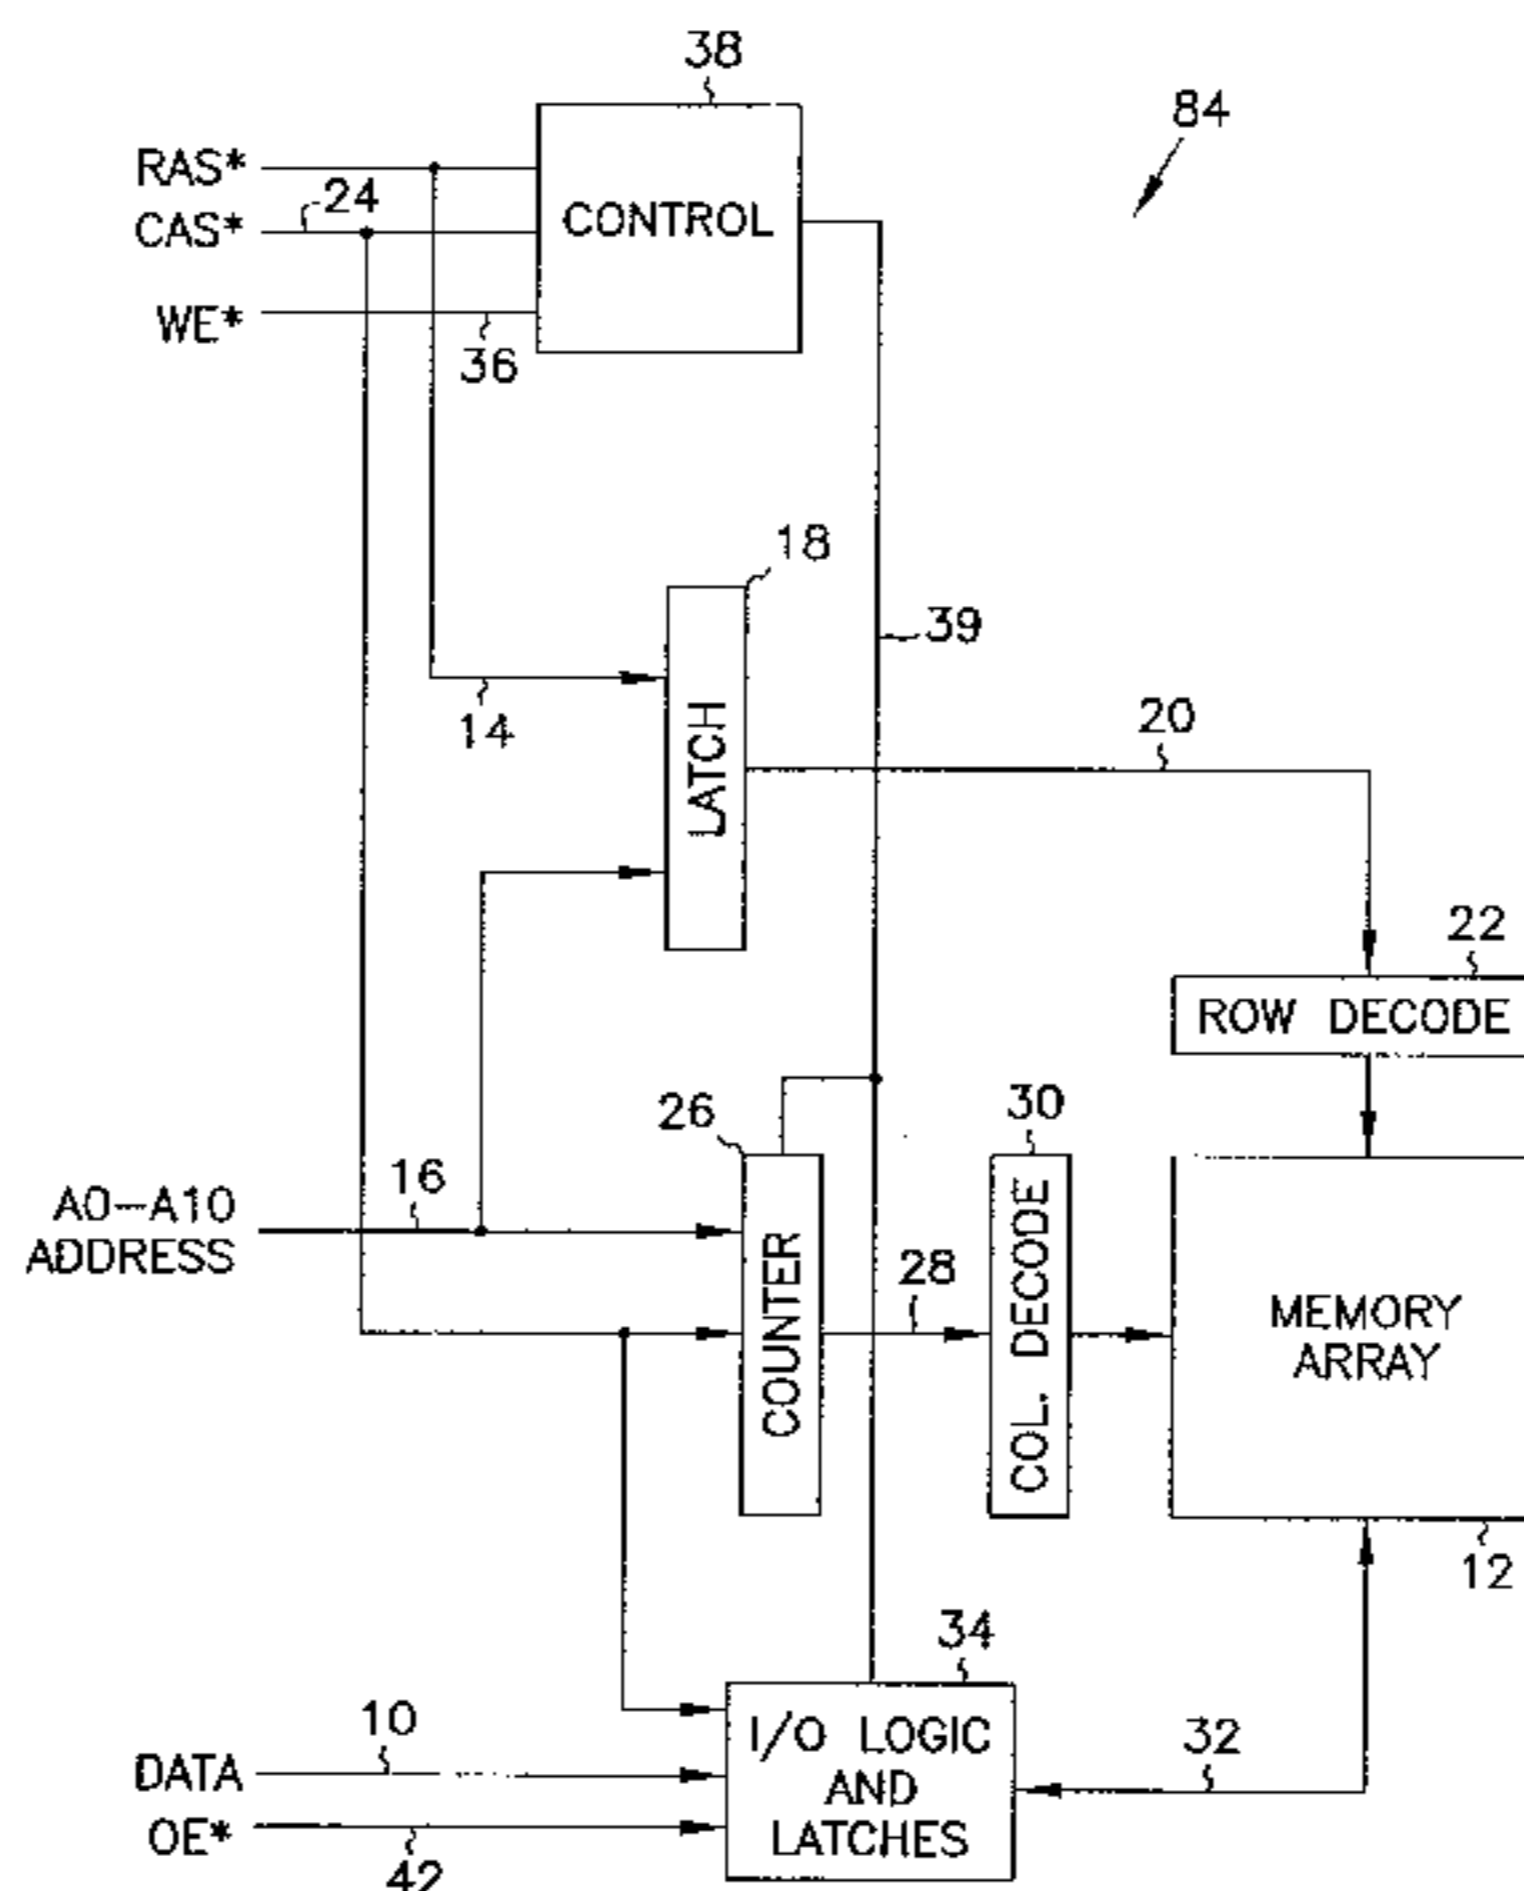 38
84
RAS*
24
CAS*
CONTROL
WE*
36
18
39
14
20
LATCH
22
ROW DECODE
26
30
16
A0-A10
ADDRESS
COUNTER
28
COL. DECODE
MEMORY
ARRAY
12
34
10
I/O LOGIC
32
DATA
AND
OE*
LATCHES
42